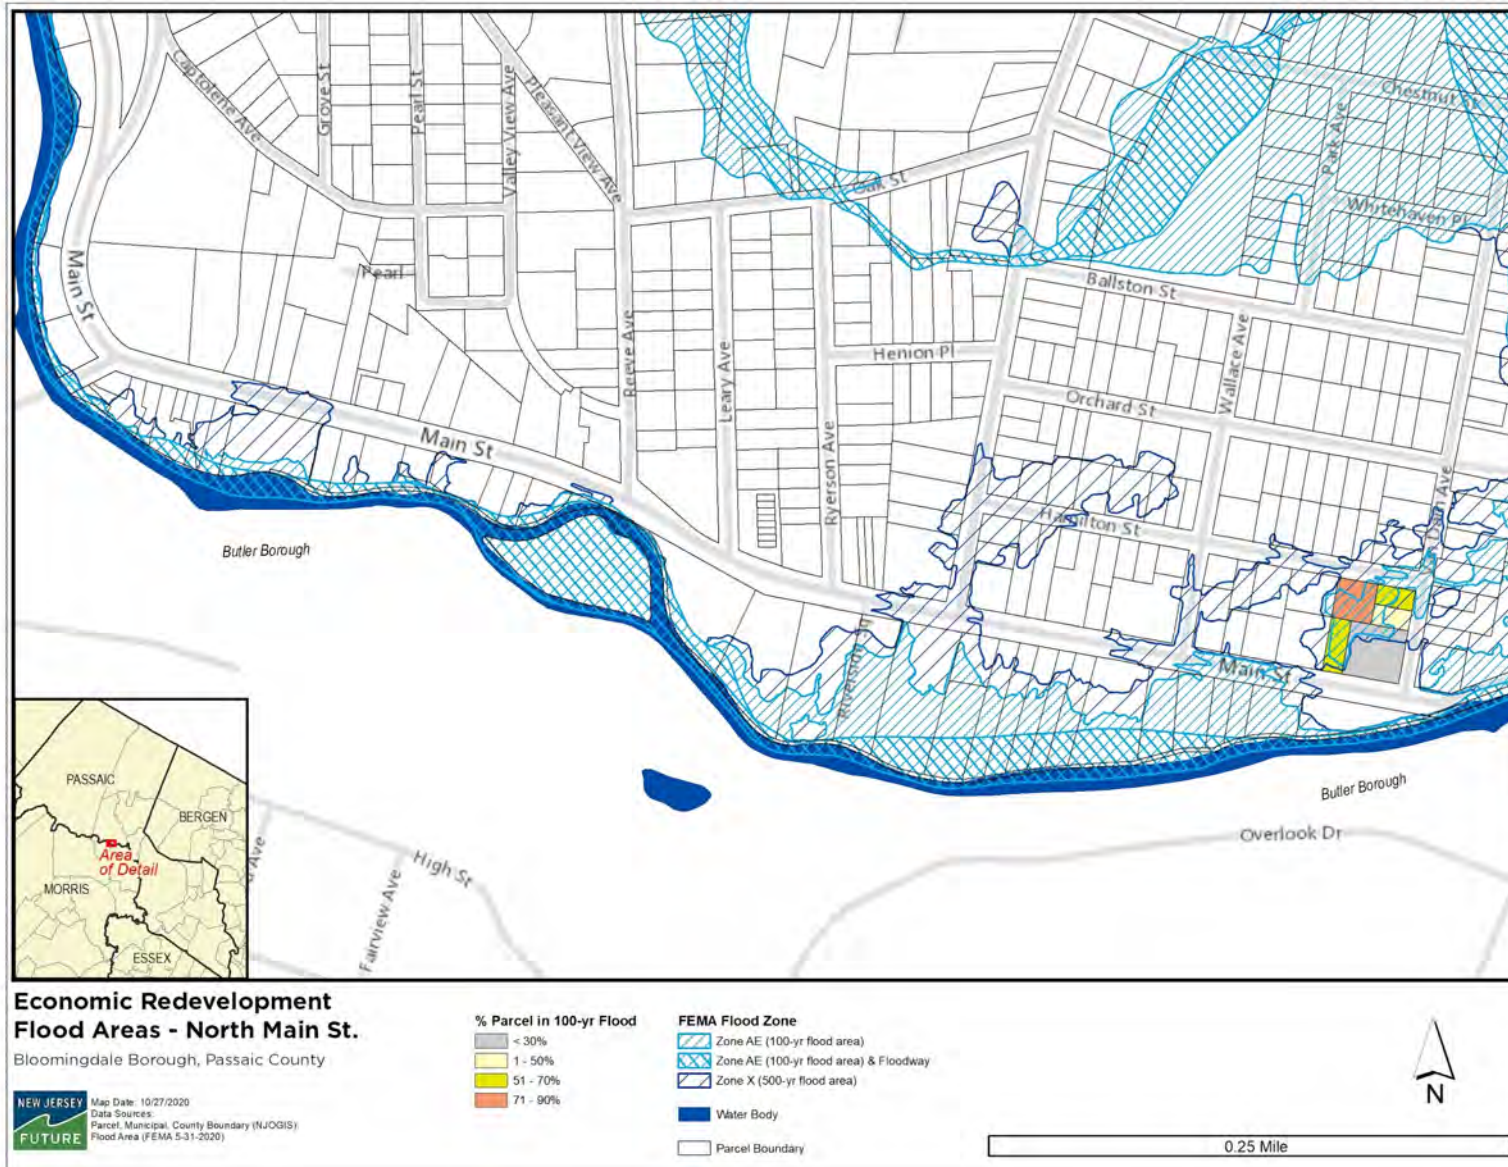 Captolene Ave
Grove St
Pearl St
Valley View Ave
Pleasant View Ave
Oak St
Chestnut St
Park Ave
Whitehaven Pl
Main St
Pearl
Reeve Ave
Leary Ave
Ryerson Ave
Henion Pl
Ballston St
Wallace Ave
Orchard St
Main St
Hamilton St
Dam Ave
Butler Borough
Riverside Sq
Main St
Butler Borough
Overlook Dr
High St
Fairview Ave
Ave
PASSAIC
BERGEN
Area
of Detail
MORRIS
ESSEX
Economic Redevelopment
Flood Areas - North Main St.
Bloomingdale Borough, Passaic County
NEW JERSEY
FUTURE
Map Date: 10/27/2020
Data Sources:
Parcel, Municipal, County Boundary (NJOGIS)
Flood Area (FEMA 5-31-2020)
% Parcel in 100-yr Flood
< 30%
1 - 50%
51 - 70%
71 - 90%
FEMA Flood Zone
Zone AE (100-yr flood area)
Zone AE (100-yr flood area) & Floodway
Zone X (500-yr flood area)
Water Body
Parcel Boundary
N
0.25 Mile